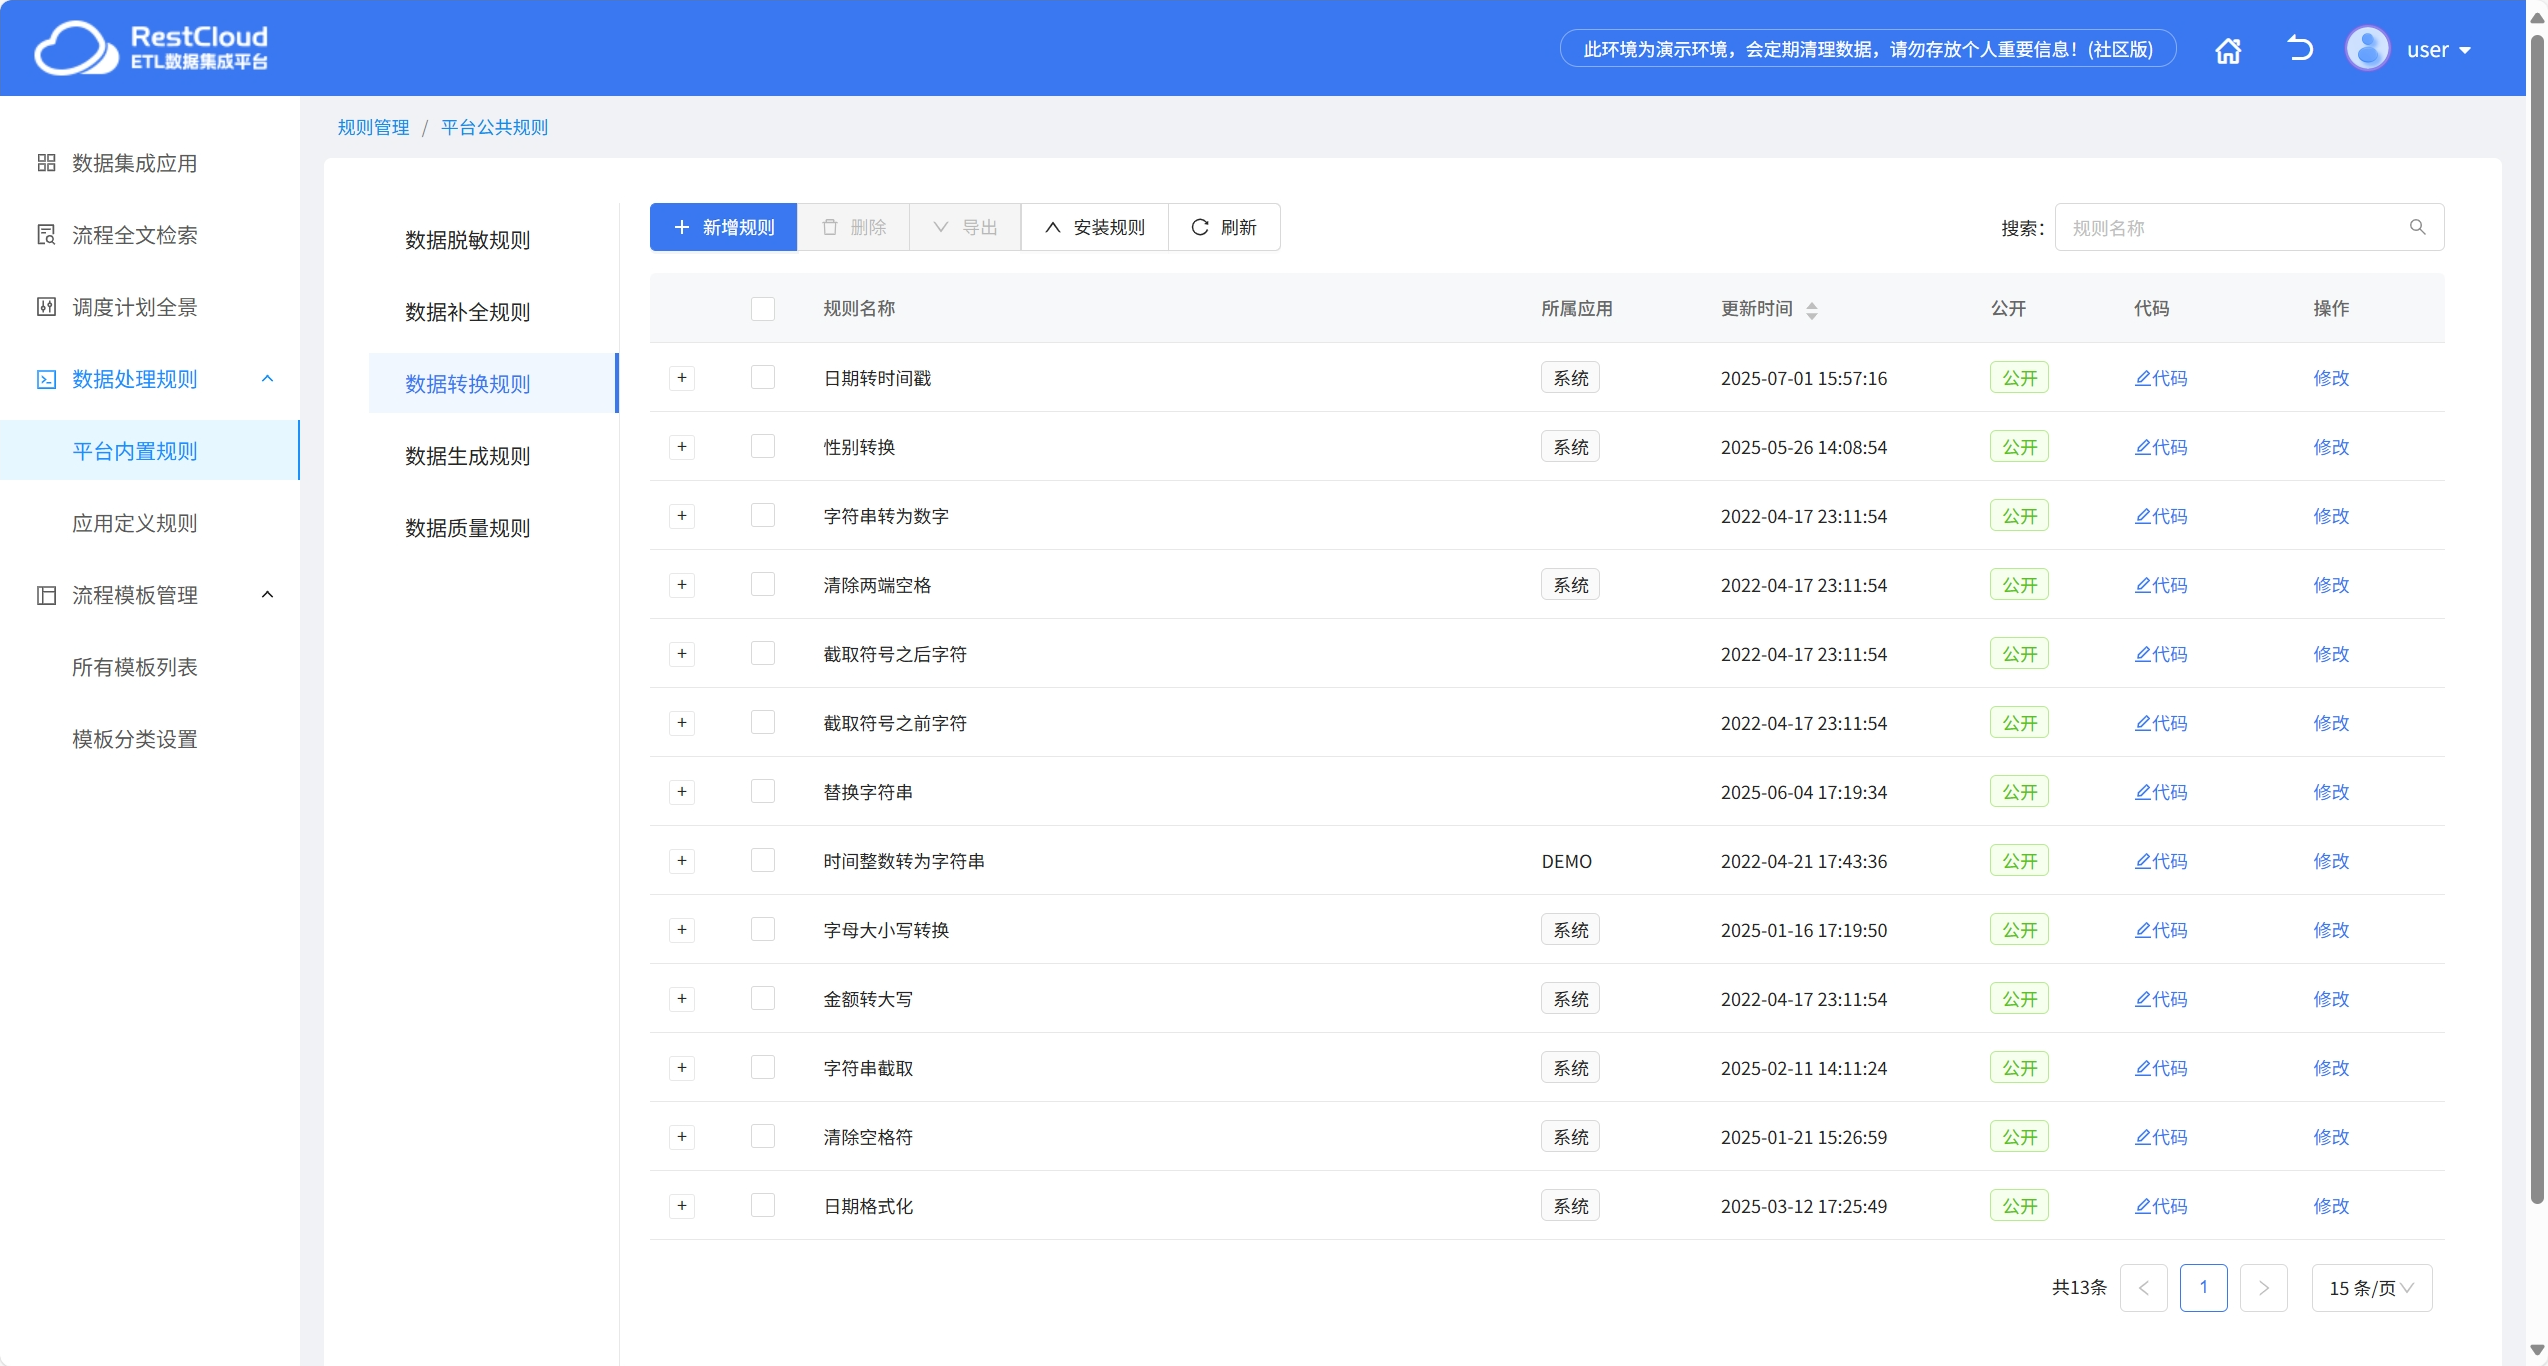 RestCloud
ETL数据集成平台
此环境为演示环境，会定期清理数据，请勿存放个人重要信息！(社区版)
user
规则管理 / 平台公共规则
数据集成应用
流程全文检索
调度计划全景
数据处理规则
平台内置规则
应用定义规则
流程模板管理
所有模板列表
模板分类设置
数据脱敏规则
数据补全规则
数据转换规则
数据生成规则
数据质量规则
新增规则 删除 导出 安装规则 刷新
搜索： 规则名称
规则名称 所属应用 更新时间 公开 代码 操作
+ 日期转时间戳 系统 2025-07-01 15:57:16 公开 代码 修改
+ 性别转换 系统 2025-05-26 14:08:54 公开 代码 修改
+ 字符串转为数字 2022-04-17 23:11:54 公开 代码 修改
+ 清除两端空格 系统 2022-04-17 23:11:54 公开 代码 修改
+ 截取符号之后字符 2022-04-17 23:11:54 公开 代码 修改
+ 截取符号之前字符 2022-04-17 23:11:54 公开 代码 修改
+ 替换字符串 2025-06-04 17:19:34 公开 代码 修改
+ 时间整数转为字符串 DEMO 2022-04-21 17:43:36 公开 代码 修改
+ 字母大小写转换 系统 2025-01-16 17:19:50 公开 代码 修改
+ 金额转大写 系统 2022-04-17 23:11:54 公开 代码 修改
+ 字符串截取 系统 2025-02-11 14:11:24 公开 代码 修改
+ 清除空格符 系统 2025-01-21 15:26:59 公开 代码 修改
+ 日期格式化 系统 2025-03-12 17:25:49 公开 代码 修改
共13条 1 15 条/页